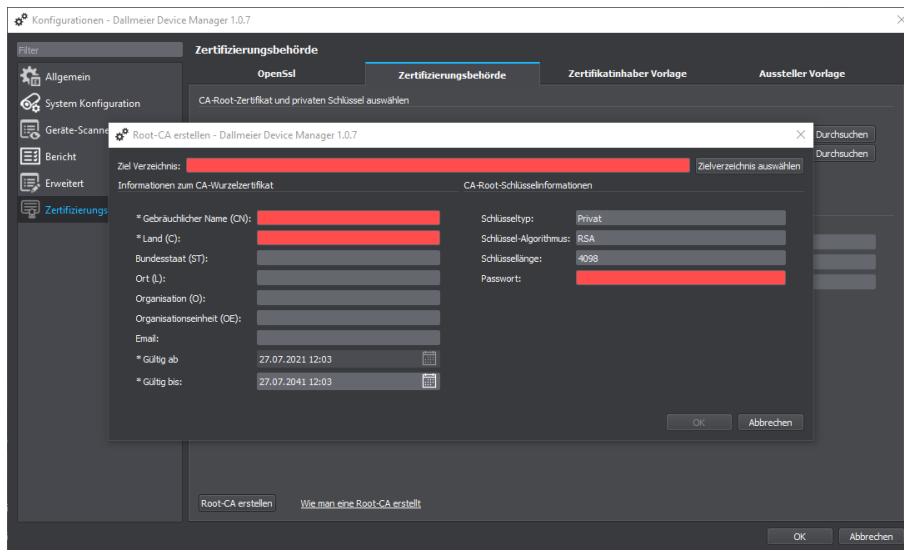 Konfigurationen - Dallmeier Device Manager 1.0.7
Filter
Allgemein
System Konfiguration
Geräte-Scanne
Bericht
Erweitert
Zertifizierungs
Zertifizierungsbehörde
OpenSsl Zertifizierungsbehörde Zertifikatinhaber Vorlage Aussteller Vorlage
CA-Root-Zertifkat und privaten Schlüssel auswählen
Durchsuchen
Durchsuchen
Root-CA erstellen - Dallmeier Device Manager 1.0.7
Ziel Verzeichnis: Zielverzeichnis auswählen
Informationen zum CA-Wurzelzertifikat
* Gebräuchlicher Name (CN):
* Land (C):
Bundesstaat (ST):
Ort (L):
Organisation (O):
Organisationseinheit (OE):
Email:
* Gültig ab 27.07.2021 12:03
* Gültig bis: 27.07.2041 12:03
CA-Root-Schlüsselinformationen
Schlüsseltyp: Privat
Schlüssel-Algorithmus: RSA
Schlüssellänge: 4098
Passwort:
OK Abbrechen
Root-CA erstellen Wie man eine Root-CA erstellt
OK Abbrechen